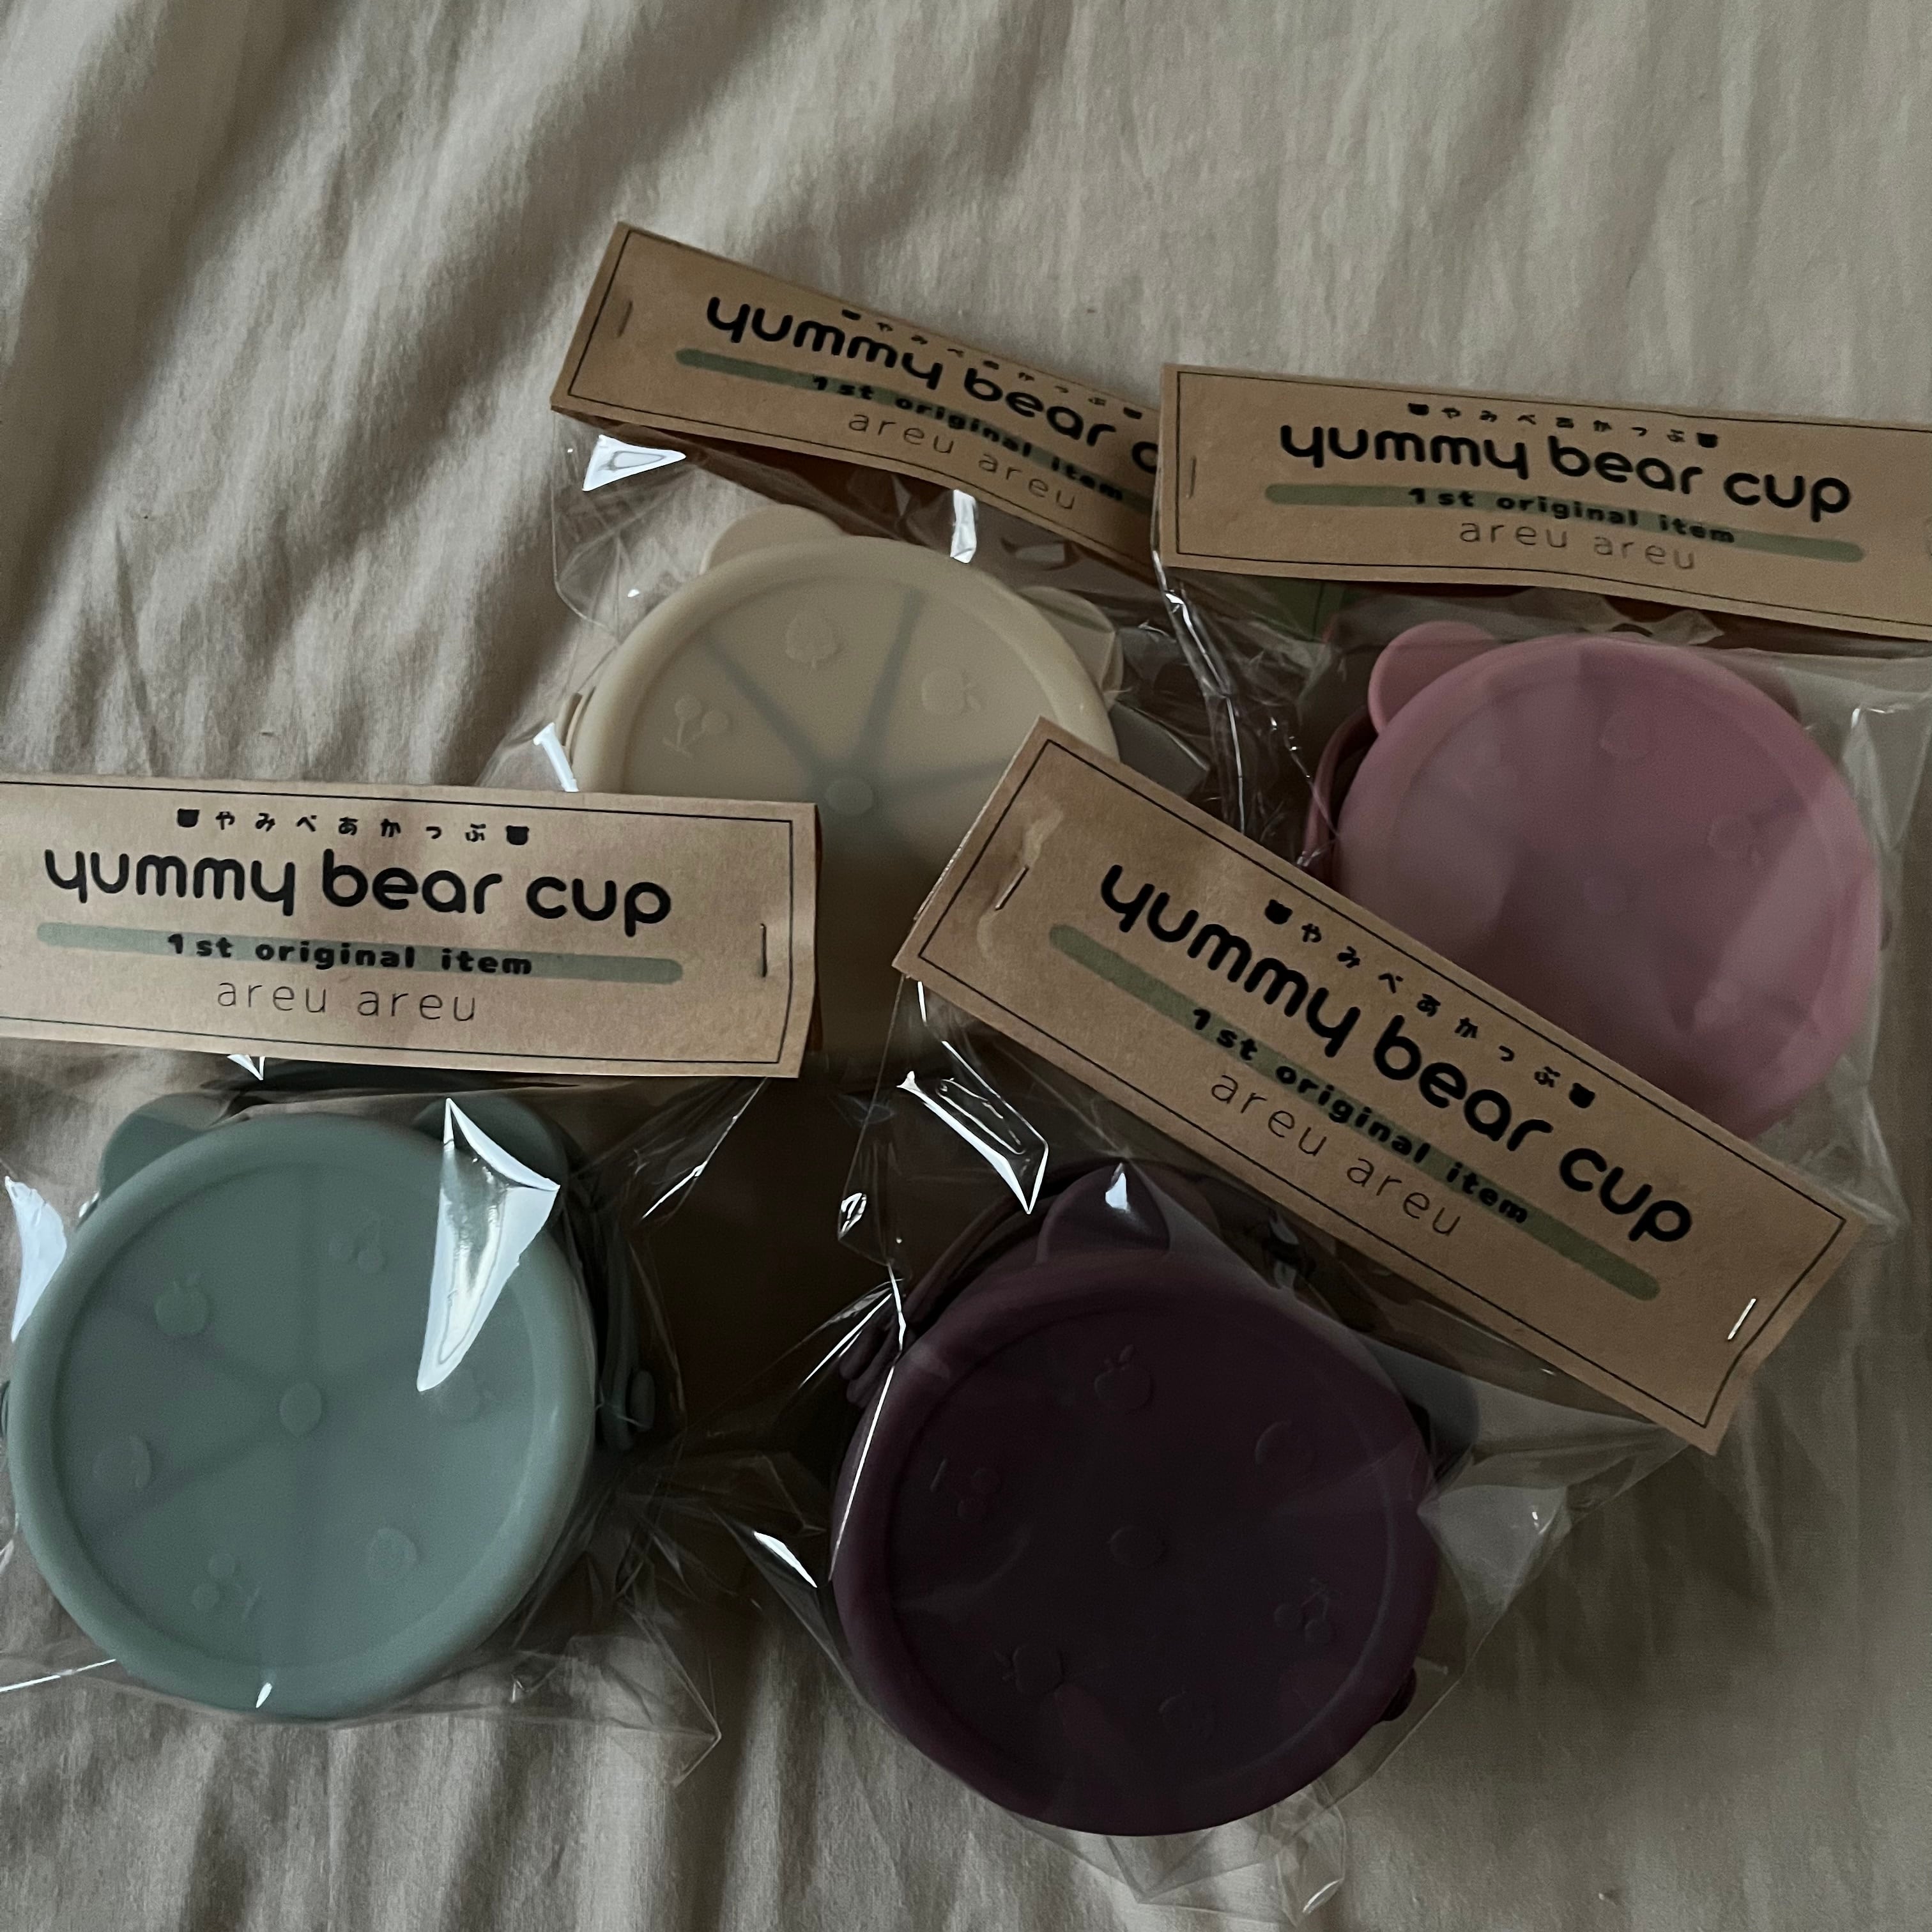 やみべあかっぷ
yummy bear c
1st original item
areu areu
やみべあかっぷ
yummy bear cup
1st original item
areu areu
やみべあかっぷ
yummy bear cup
1st original item
areu areu
やみべあかっぷ
yummy bear cup
1st original item
areu areu